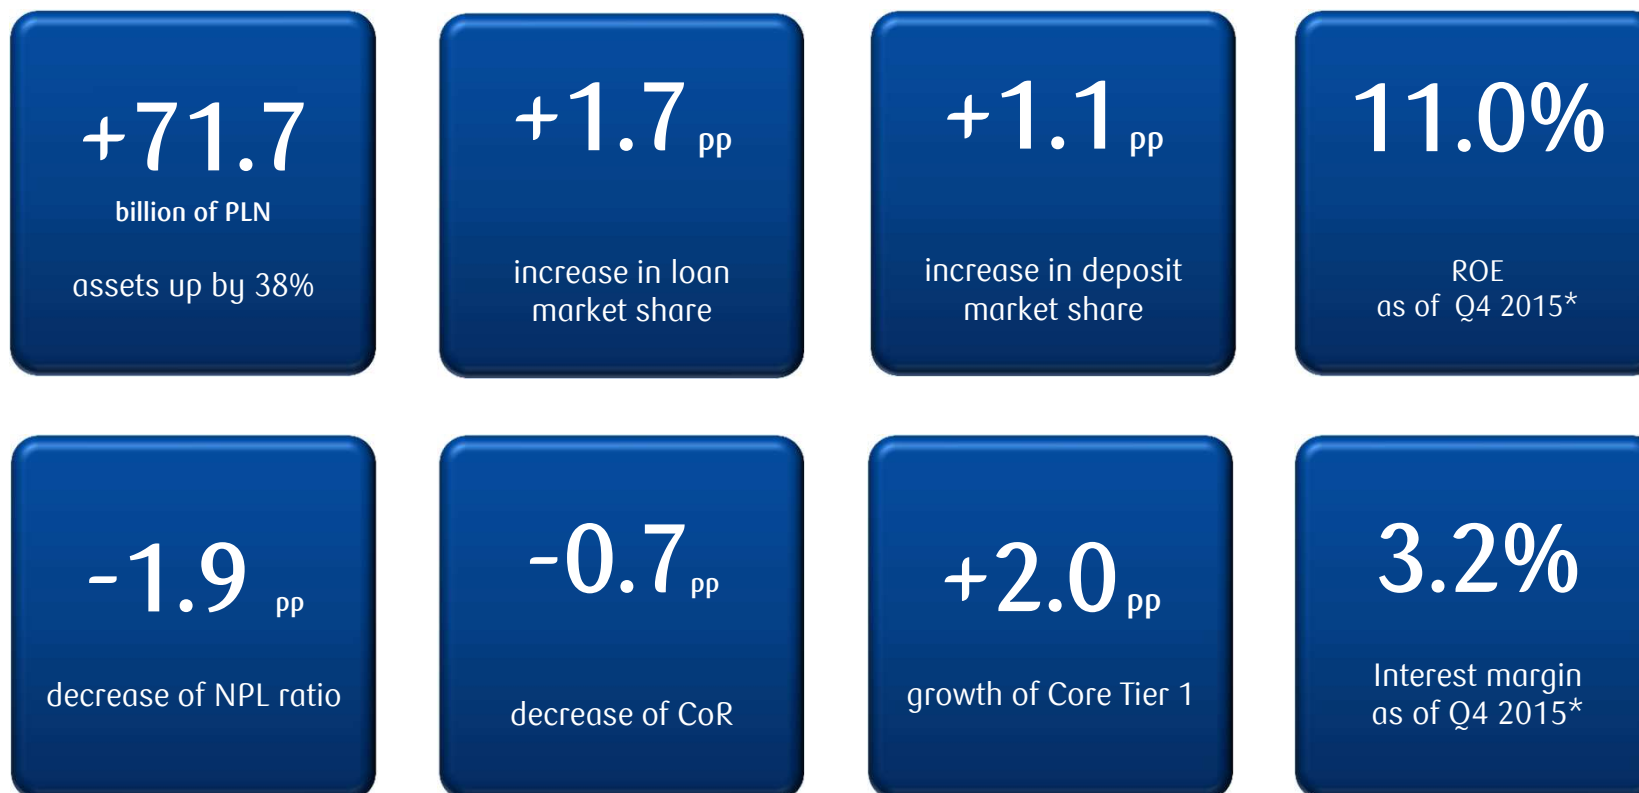 +71.7
billion of PLN
assets up by 38%
+1.7 pp
increase in loan
market share
+1.1 pp
increase in deposit
market share
11.0%
ROE
as of Q4 2015*
-1.9 pp
decrease of NPL ratio
-0.7 pp
decrease of CoR
+2.0 pp
growth of Core Tier 1
3.2%
Interest margin
as of Q4 2015*